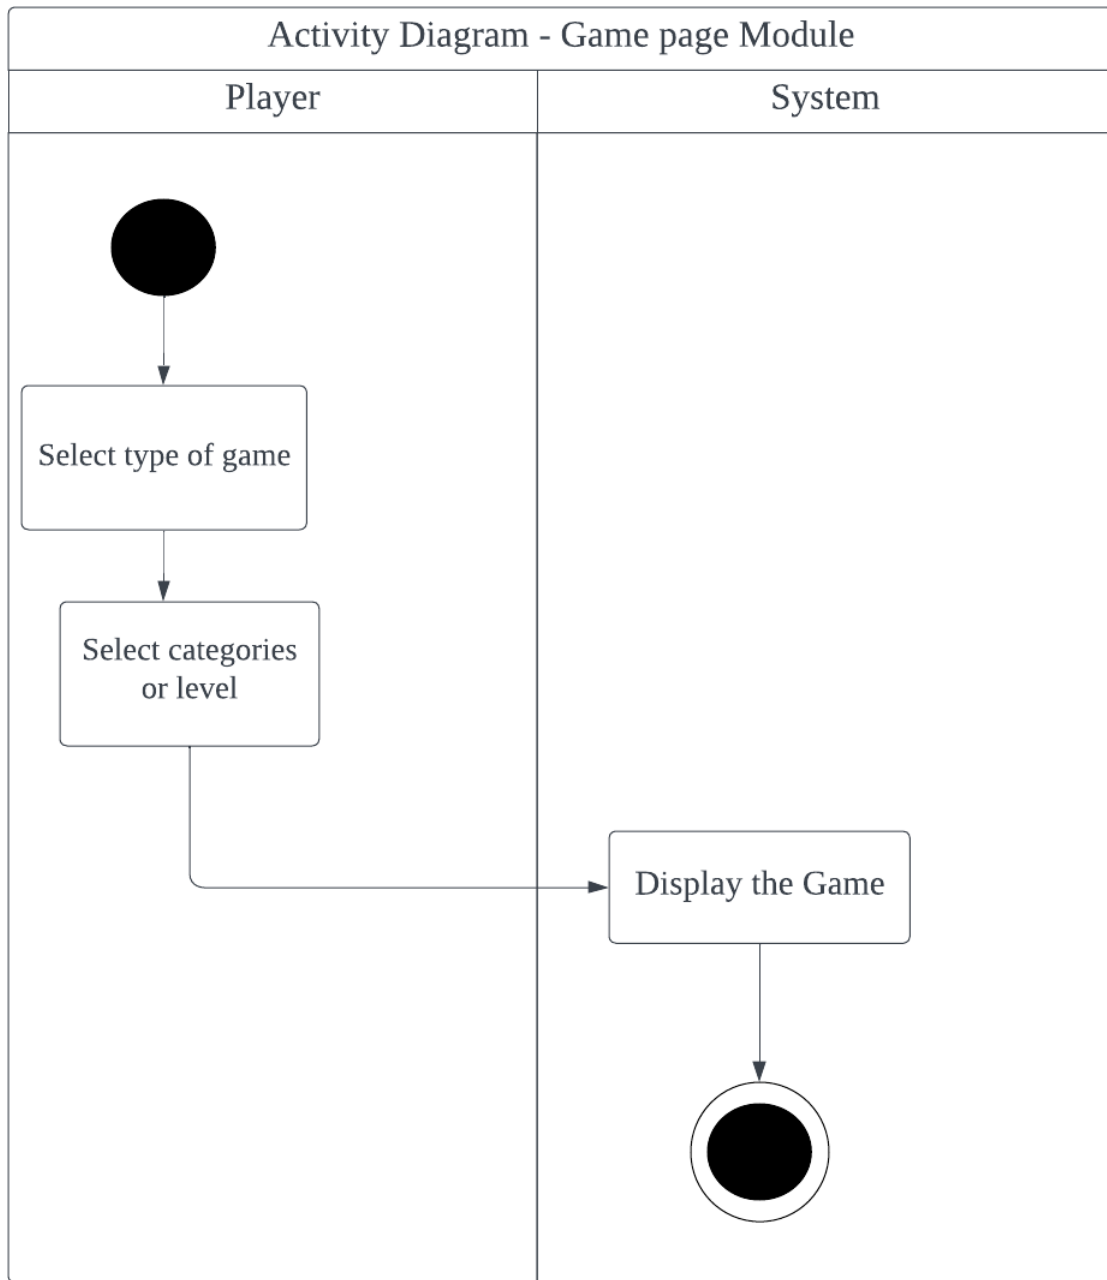 Activity Diagram - Game page Module
Player
System
Select type of game
Select categories
or level
Display the Game